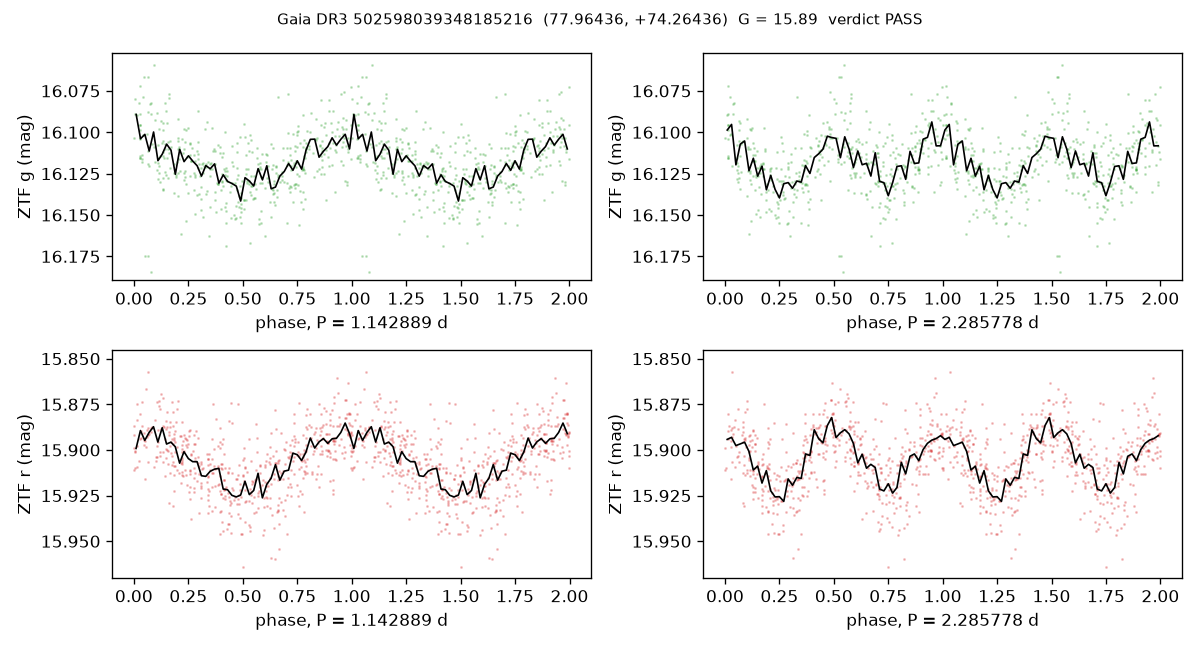 Gaia DR3 502598039348185216 (77.96436, +74.26436) G = 15.89 verdict PASS
ZTF g (mag)
16.075
16.100
16.125
16.150
16.175
0.00 0.25 0.50 0.75 1.00 1.25 1.50 1.75 2.00
phase, P = 1.142889 d
ZTF g (mag)
16.075
16.100
16.125
16.150
16.175
0.00 0.25 0.50 0.75 1.00 1.25 1.50 1.75 2.00
phase, P = 2.285778 d
ZTF r (mag)
15.850
15.875
15.900
15.925
15.950
0.00 0.25 0.50 0.75 1.00 1.25 1.50 1.75 2.00
phase, P = 1.142889 d
ZTF r (mag)
15.850
15.875
15.900
15.925
15.950
0.00 0.25 0.50 0.75 1.00 1.25 1.50 1.75 2.00
phase, P = 2.285778 d